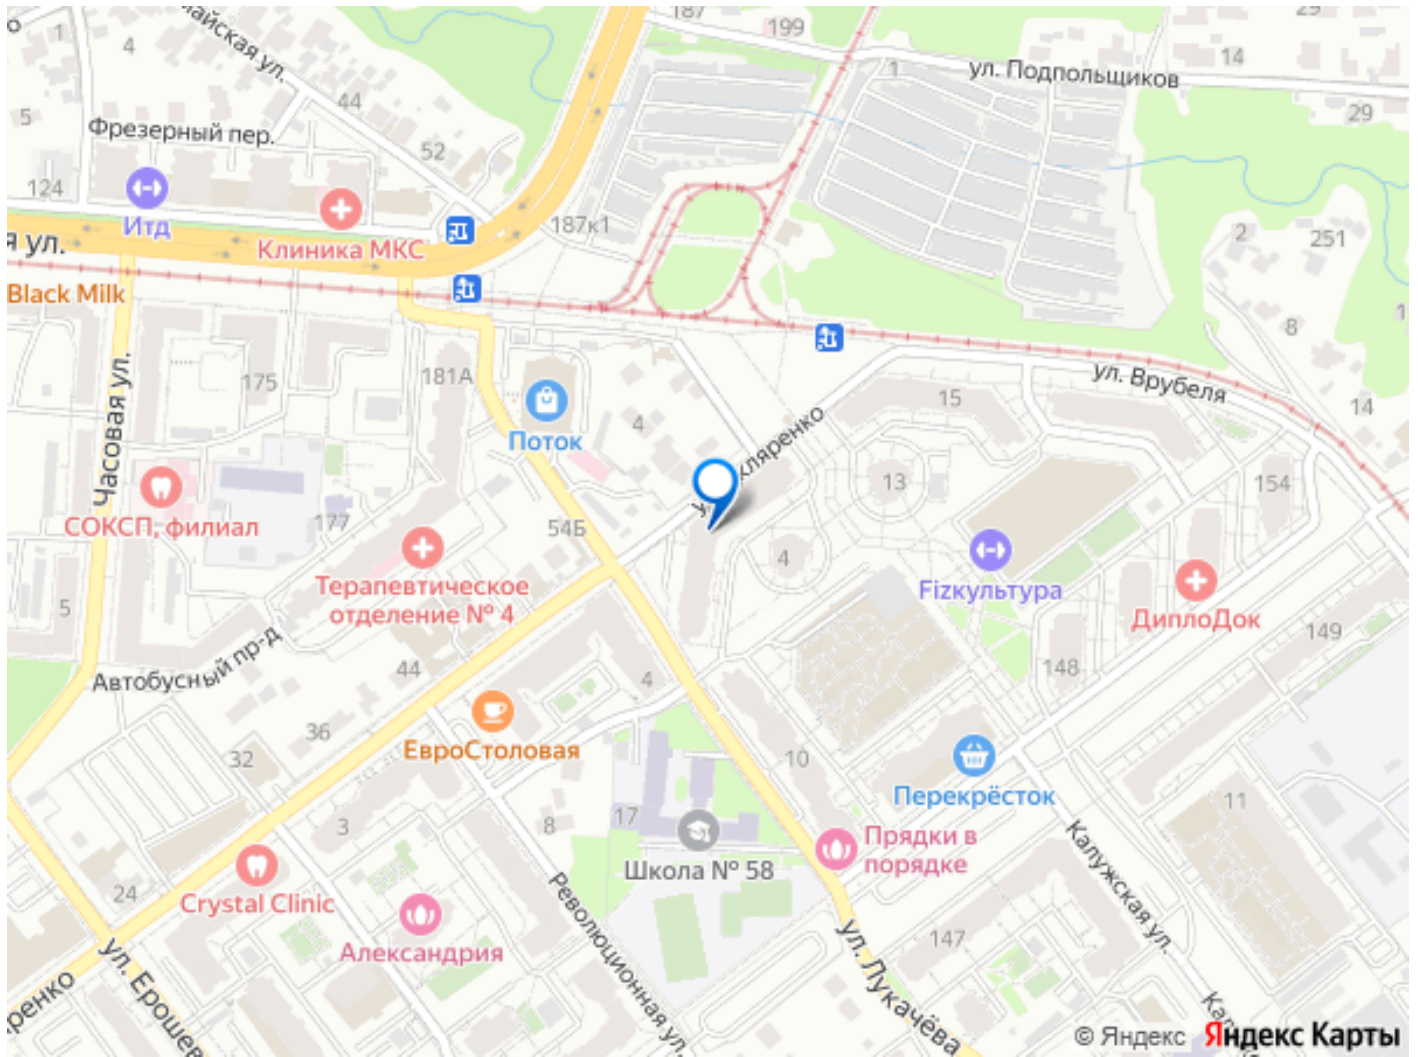 187
199
29
1
4
14
ул. Подпольщиков
44
29
5
Фрезерный пер.
52
124
Итд
187к1
Клиника МКС
2
251
ул.
Black Milk
8
175
181А
ул. Врубеля
Часовая ул.
4
15
14
Поток
13
154
СОКСП, филиал
177
54Б
Терапевтическое
отделение № 4
4
Fizкультура
ДиплоДок
5
149
Автобусный пр-д
44
4
148
36
ЕвроСтоловая
32
10
Перекрёсток
11
3
8
17
Прядки в
порядке
Школа № 58
Калужская ул.
24
Crystal Clinic
Александрия
Революционная ул.
147
ул. Лукачёва
ул. Ерошев
ренко
© Яндекс Яндекс Карты